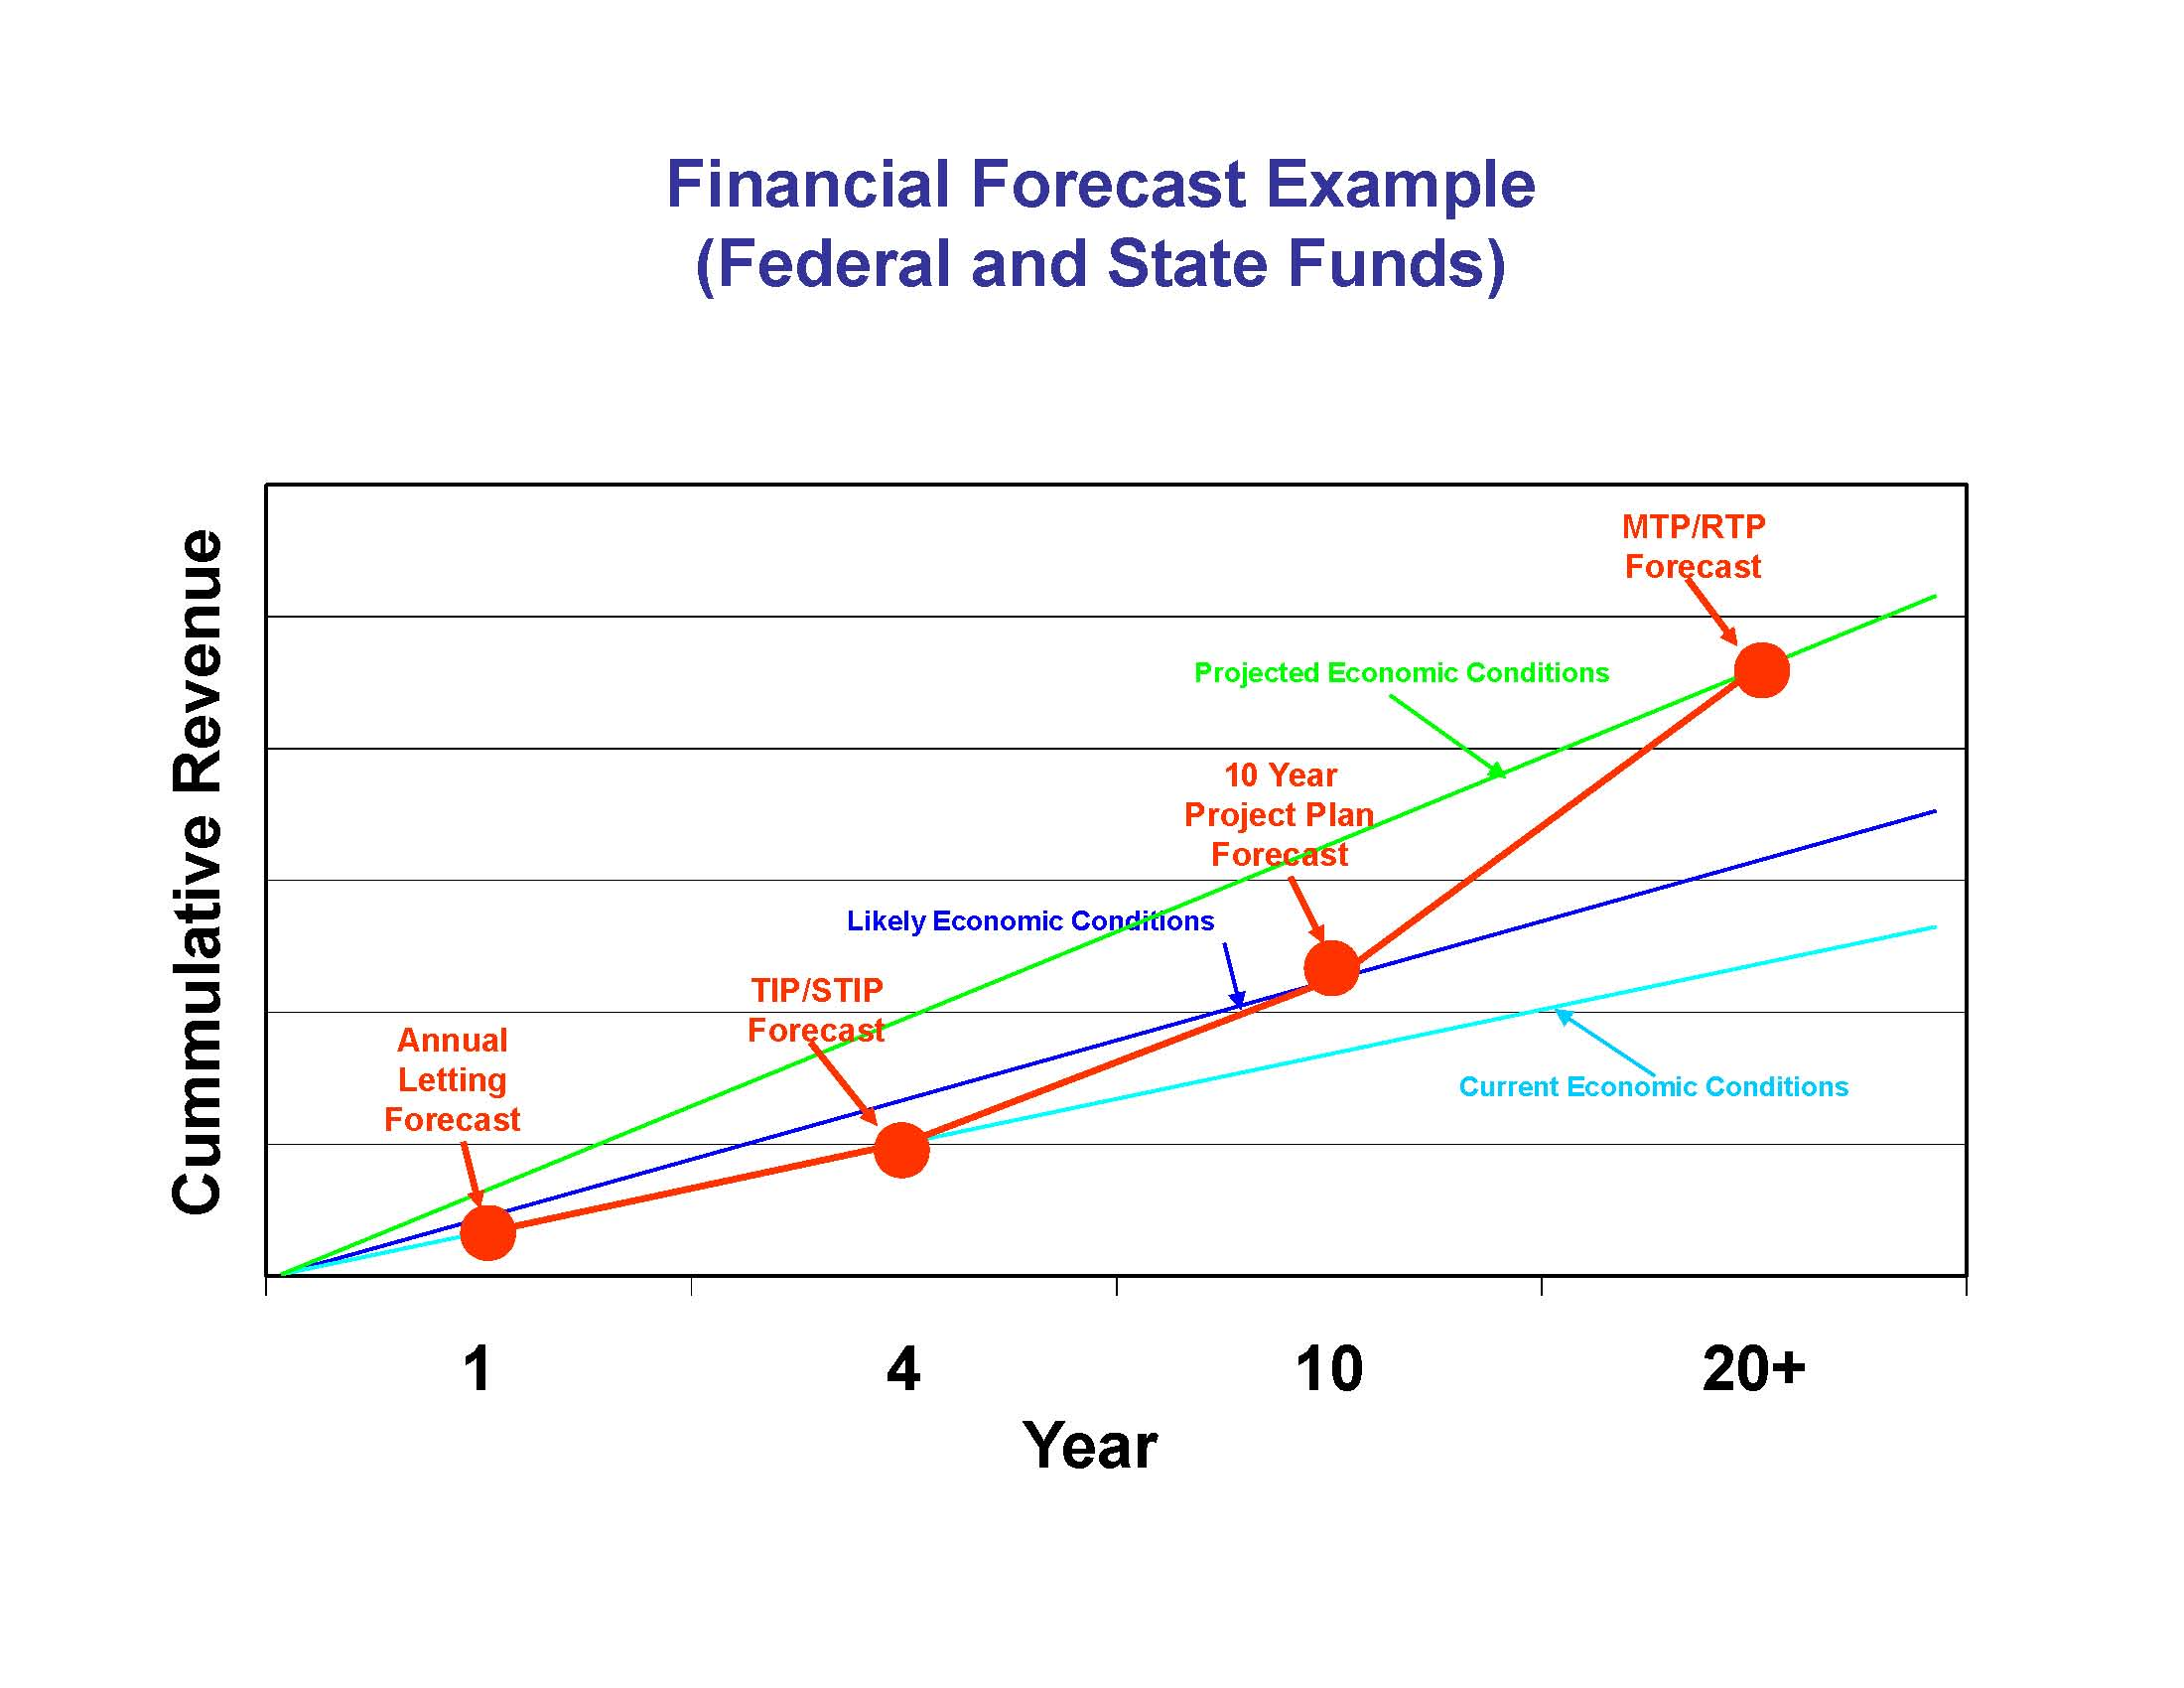 Financial Forecast Example
(Federal and State Funds)
Cummulative Revenue
MTP/RTP
Forecast
Projected Economic Conditions
10 Year
Project Plan
Forecast
Likely Economic Conditions
TIP/STIP
Forecast
Annual
Letting
Forecast
Current Economic Conditions
1 4 10 20+
Year